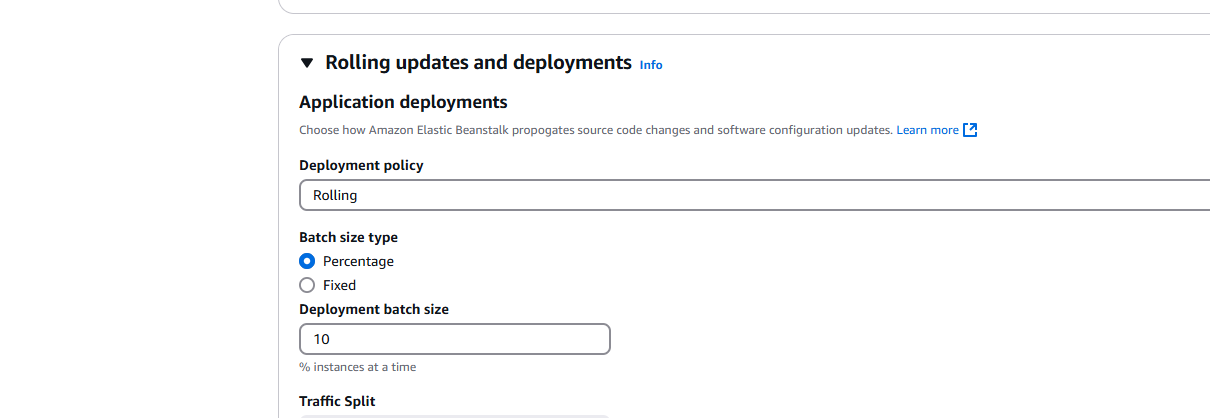 Rolling updates and deployments Info
Application deployments
Choose how Amazon Elastic Beanstalk propogates source code changes and software configuration updates. Learn more
Deployment policy
Rolling
Batch size type
Percentage
Fixed
Deployment batch size
10
% instances at a time
Traffic Split